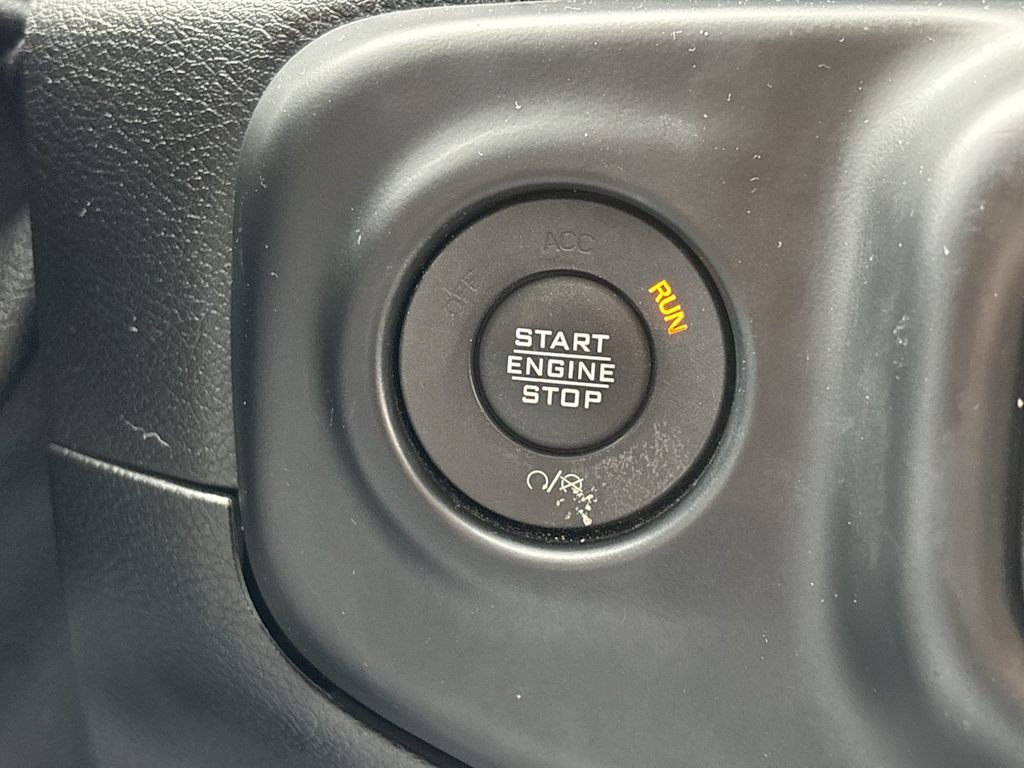 ACC
OFF
RUN
START
ENGINE
STOP